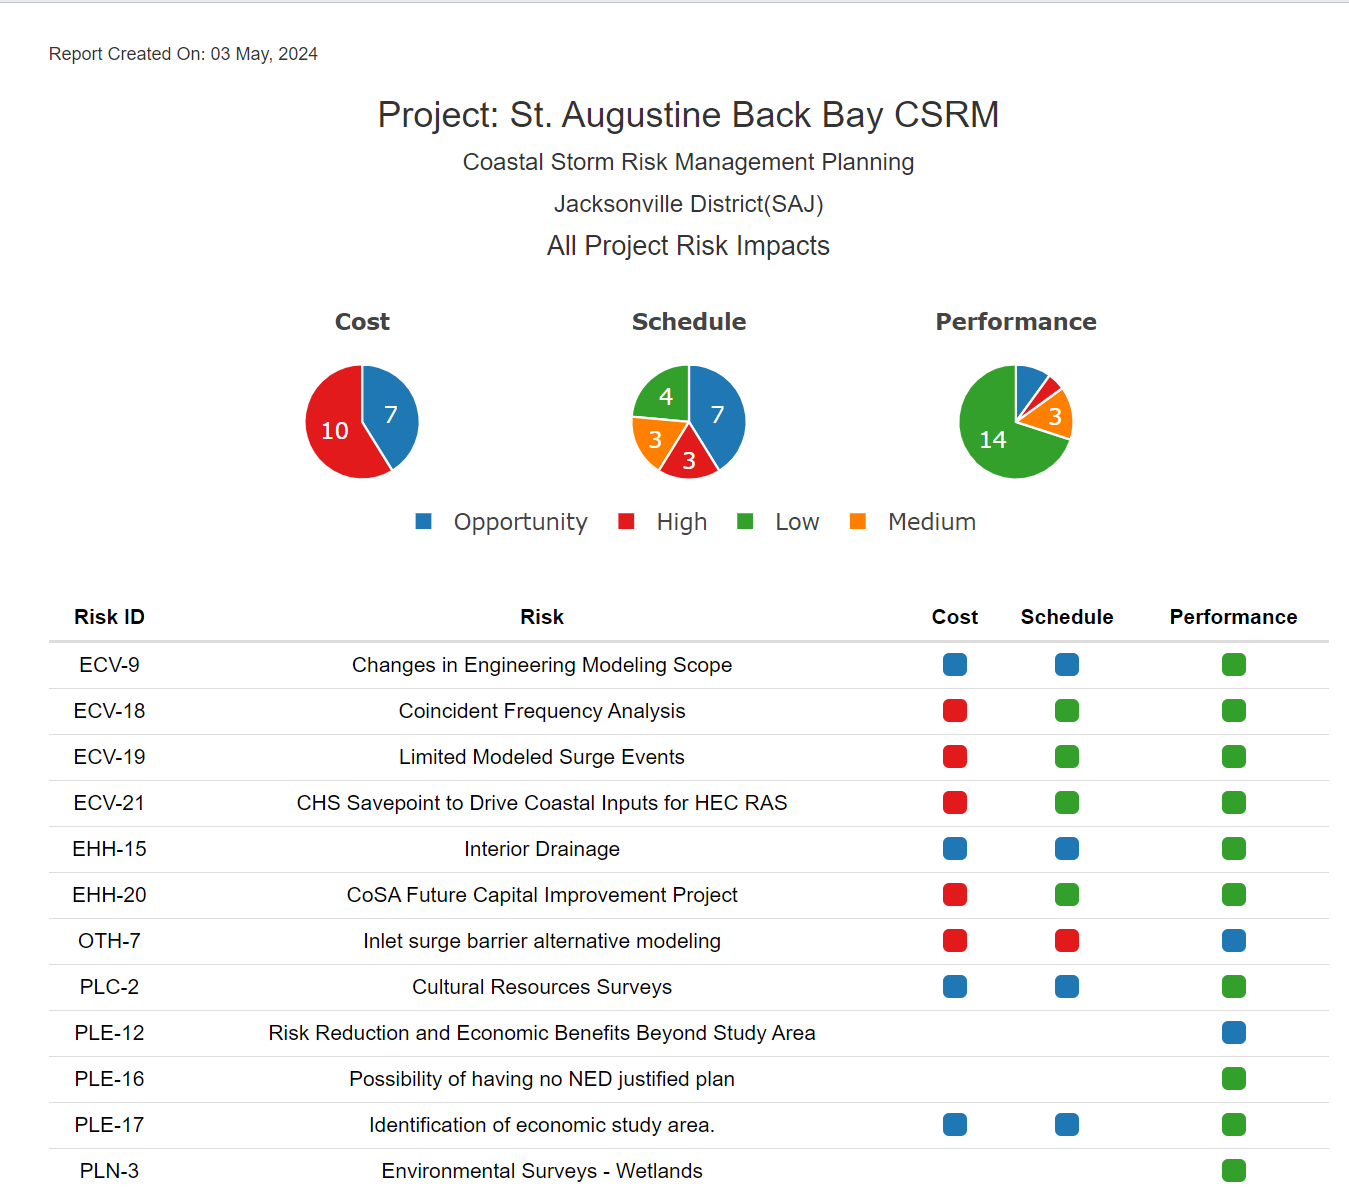 Report Created On: 03 May, 2024
Project: St. Augustine Back Bay CSRM
Coastal Storm Risk Management Planning
Jacksonville District(SAJ)
All Project Risk Impacts
Cost Schedule Performance
10 7 4 7 3 3 3 14
Opportunity High Low Medium
Risk ID Risk Cost Schedule Performance
ECV-9 Changes in Engineering Modeling Scope
ECV-18 Coincident Frequency Analysis
ECV-19 Limited Modeled Surge Events
ECV-21 CHS Savepoint to Drive Coastal Inputs for HEC RAS
EHH-15 Interior Drainage
EHH-20 CoSA Future Capital Improvement Project
OTH-7 Inlet surge barrier alternative modeling
PLC-2 Cultural Resources Surveys
PLE-12 Risk Reduction and Economic Benefits Beyond Study Area
PLE-16 Possibility of having no NED justified plan
PLE-17 Identification of economic study area.
PLN-3 Environmental Surveys - Wetlands